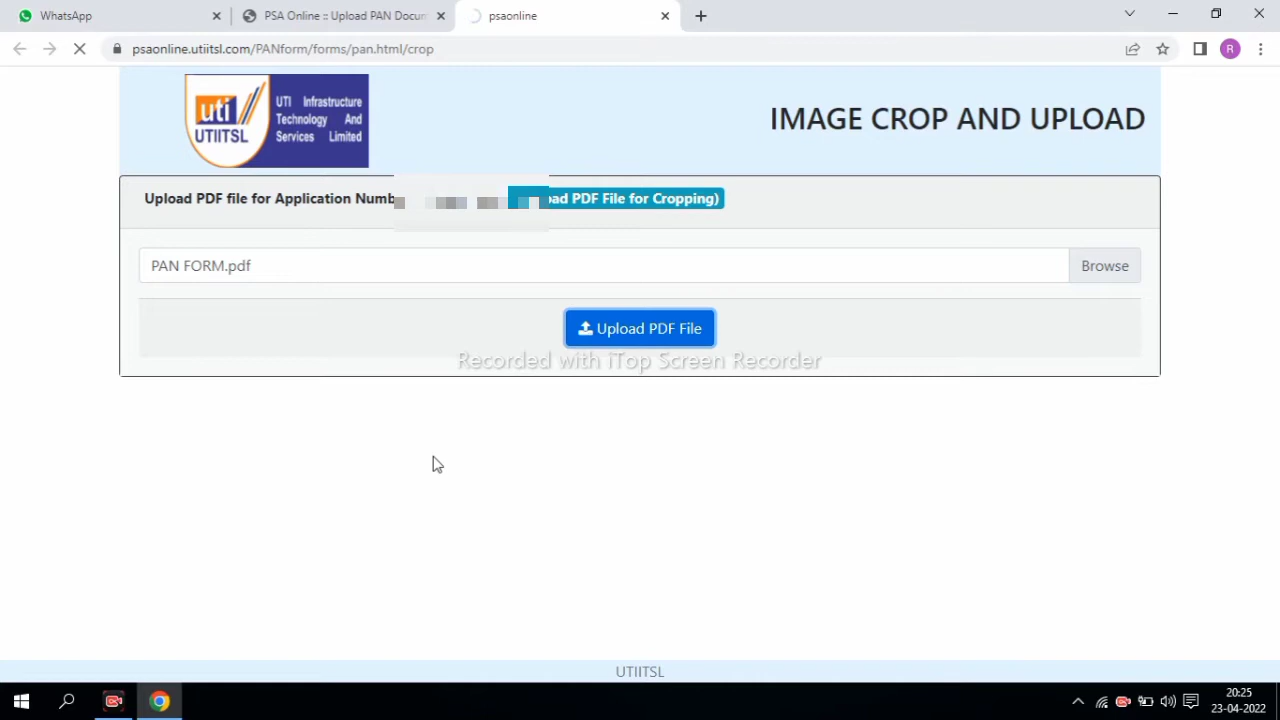 WhatsApp
PSA Online :: Upload PAN Docum
psaonline
psaonline.utiitsl.com/PANform/forms/pan.html/crop
R
uti
UTIITSL
UTI Infrastructure
Technology And
Services Limited
IMAGE CROP AND UPLOAD
Upload PDF file for Application Numb
ad PDF File for Cropping)
PAN FORM.pdf
Browse
Upload PDF File
Recorded with iTop Screen Recorder
UTIITSL
20:25
23-04-2022